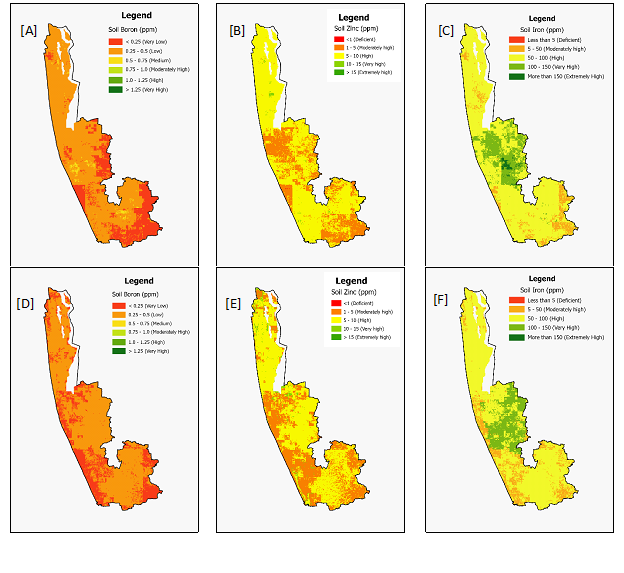 [A]
Legend
Soil Boron (ppm)
< 0.25 (Very Low)
0.25 - 0.5 (Low)
0.5 - 0.75 (Medium)
0.75 - 1.0 (Moderately High)
1.0 - 1.25 (High)
> 1.25 (Very High)
[B]
Legend
Soil Zinc (ppm)
<1 (Deficient)
1 - 5 (Moderately high)
5 - 10 (High)
10 - 15 (Very high)
> 15 (Extremely high)
[C]
Legend
Soil Iron (ppm)
Less than 5 (Deficient)
5 - 50 (Moderately high)
50 - 100 (High)
100 - 150 (Very High)
More than 150 (Extremely High)
[D]
Legend
Soil Boron (ppm)
< 0.25 (Very Low)
0.25 - 0.5 (Low)
0.5 - 0.75 (Medium)
0.75 - 1.0 (Moderately High)
1.0 - 1.25 (High)
> 1.25 (Very High)
[E]
Legend
Soil Zinc (ppm)
<1 (Deficient)
1 - 5 (Moderately high)
5 - 10 (High)
10 - 15 (Very high)
> 15 (Extremely high)
[F]
Legend
Soil Iron (ppm)
Less than 5 (Deficient)
5 - 50 (Moderately high)
50 - 100 (High)
100 - 150 (Very High)
More than 150 (Extremely High)